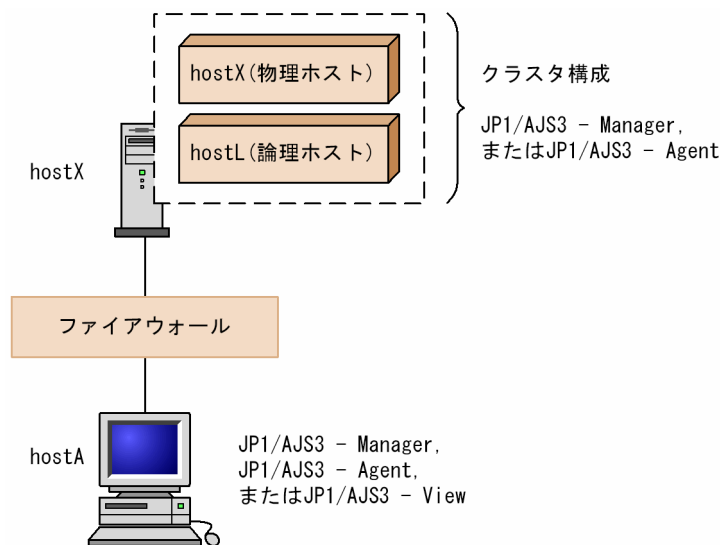 hostX(物理ホスト)
hostL(論理ホスト)
クラスタ構成
JP1/AJS3 − Manager,
またはJP1/AJS3 − Agent
hostX
ファイアウォール
hostA
JP1/AJS3 − Manager,
JP1/AJS3 − Agent,
またはJP1/AJS3 − View